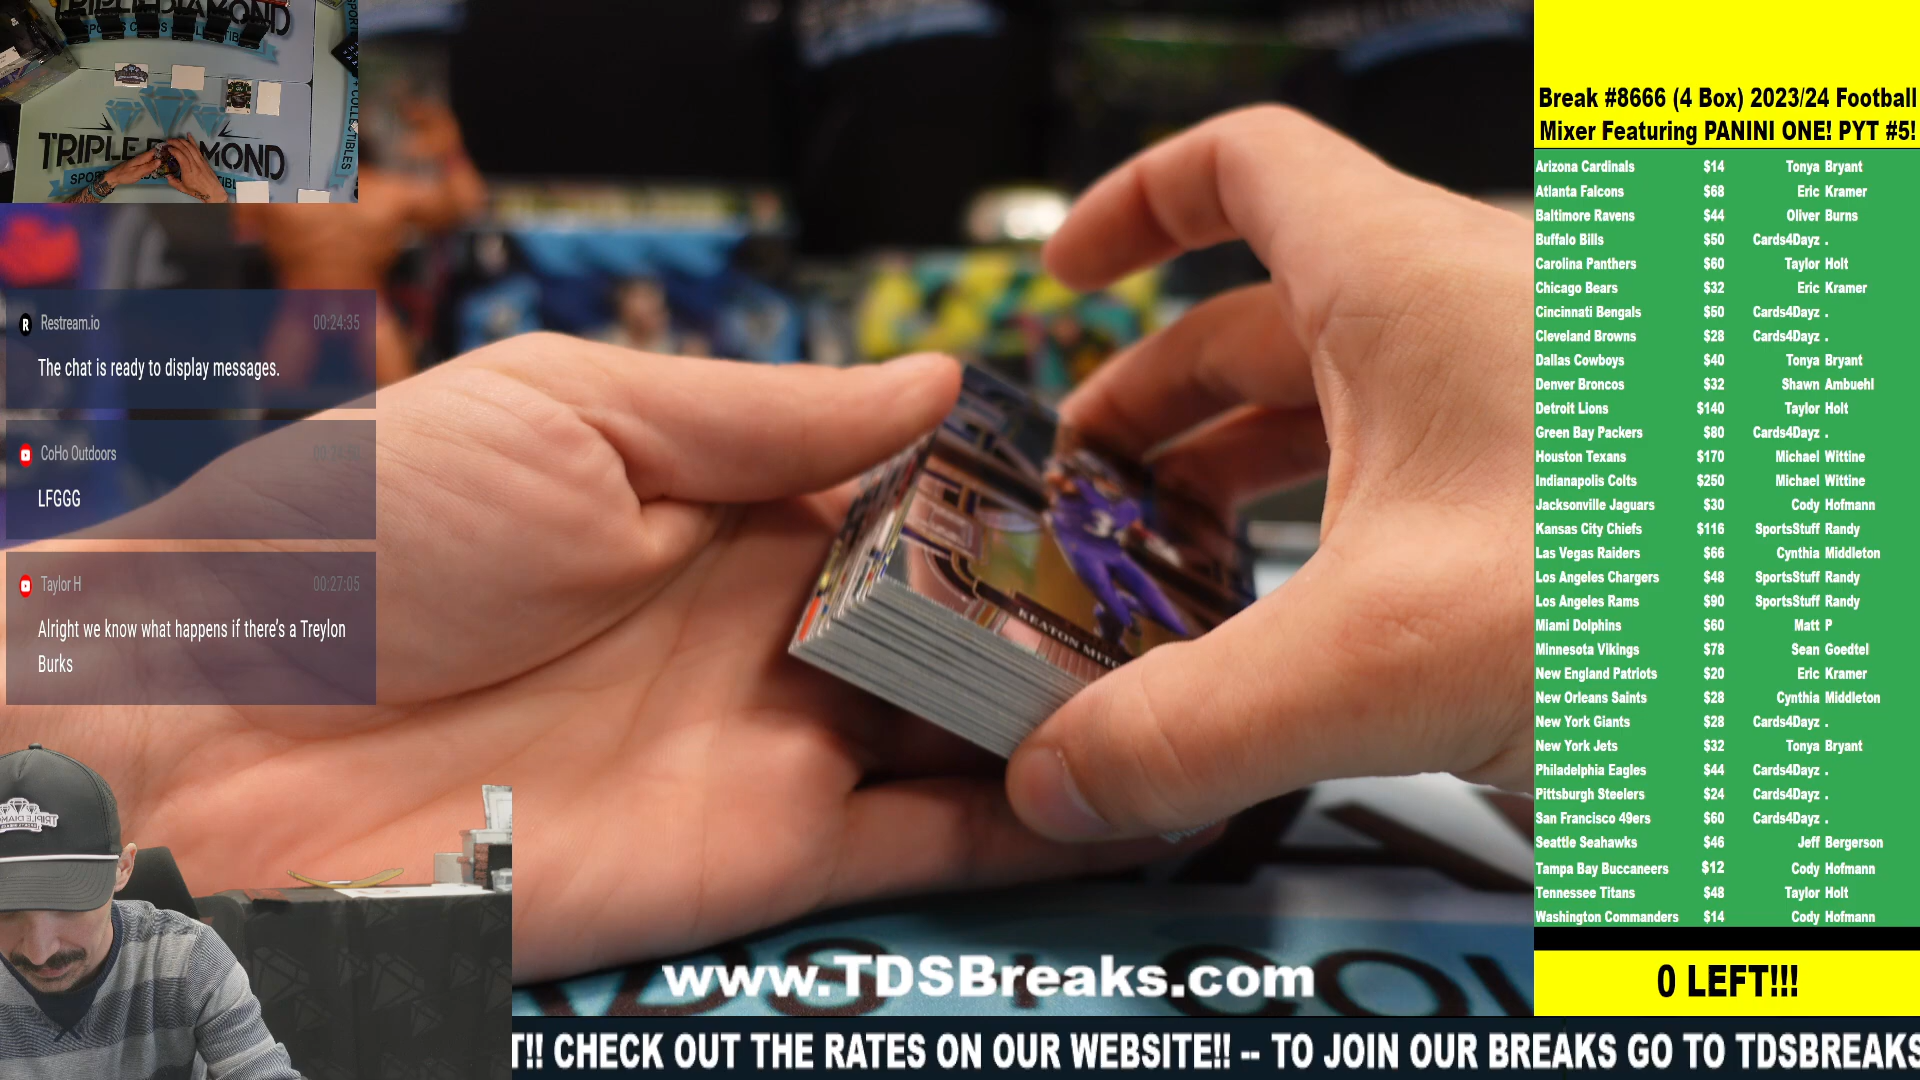 TRIPLE DIAMOND
SPORTS CARDS COLLECTIBLES
TRIPLE DIAMOND
COLLECTIBLES
Restream.io 00:24:35
The chat is ready to display messages.
CoHo Outdoors
LFGGG
Taylor H 00:27:05
Alright we know what happens if there's a Treylon
Burks
3
KEATON
www.TDSBreaks.com
T!! CHECK OUT THE RATES ON OUR WEBSITE!! -- TO JOIN OUR BREAKS GO TO TDSBREAKS
Break #8666 (4 Box) 2023/24 Football
Mixer Featuring PANINI ONE! PYT #5!
Arizona Cardinals $14 Tonya Bryant
Atlanta Falcons $68 Eric Kramer
Baltimore Ravens $44 Oliver Burns
Buffalo Bills $50 Cards4Dayz .
Carolina Panthers $60 Taylor Holt
Chicago Bears $32 Eric Kramer
Cincinnati Bengals $50 Cards4Dayz .
Cleveland Browns $28 Cards4Dayz .
Dallas Cowboys $40 Tonya Bryant
Denver Broncos $32 Shawn Ambuehl
Detroit Lions $140 Taylor Holt
Green Bay Packers $80 Cards4Dayz .
Houston Texans $170 Michael Wittine
Indianapolis Colts $250 Michael Wittine
Jacksonville Jaguars $30 Cody Hofmann
Kansas City Chiefs $116 SportsStuff Randy
Las Vegas Raiders $66 Cynthia Middleton
Los Angeles Chargers $48 SportsStuff Randy
Los Angeles Rams $90 SportsStuff Randy
Miami Dolphins $60 Matt P
Minnesota Vikings $78 Sean Goedtel
New England Patriots $20 Eric Kramer
New Orleans Saints $28 Cynthia Middleton
New York Giants $28 Cards4Dayz .
New York Jets $32 Tonya Bryant
Philadelphia Eagles $44 Cards4Dayz .
Pittsburgh Steelers $24 Cards4Dayz .
San Francisco 49ers $60 Cards4Dayz .
Seattle Seahawks $46 Jeff Bergerson
Tampa Bay Buccaneers $12 Cody Hofmann
Tennessee Titans $48 Taylor Holt
Washington Commanders $14 Cody Hofmann
0 LEFT!!!